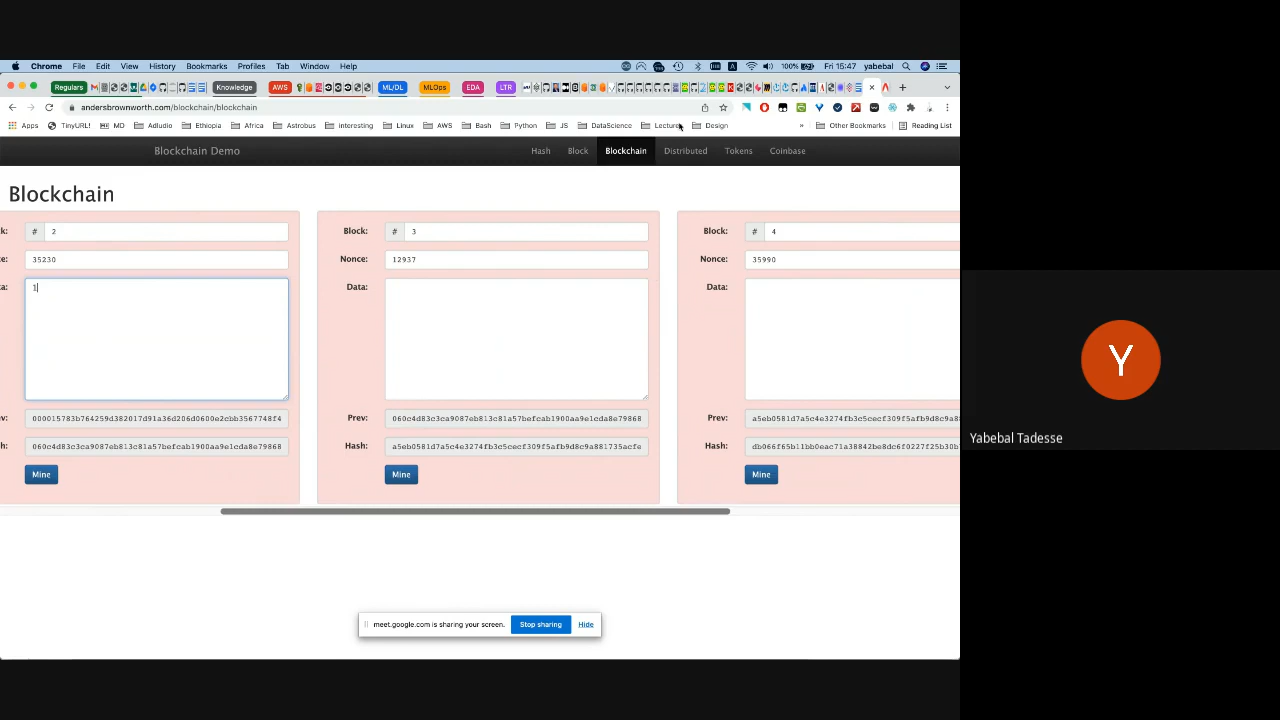 Chrome File Edit View History Bookmarks Profiles Tab Window Help 100% Fri 15:47 yabebal
Regulars Knowledge AWS ML/DL MLOps EDA LTR
andersbrownworth.com/blockchain/blockchain
Apps TinyURL! MD Adludio Ethiopia Africa Astrobus interesting Linux AWS Bash Python JS DataScience Lectures Design » Other Bookmarks Reading List
Blockchain Demo Hash Block Blockchain Distributed Tokens Coinbase
Blockchain
# 2 Block: # 3 Block: # 4
35230 Nonce: 12937 Nonce: 35990
1 Data: Data:
000015783b764259d382017d91a36d206d0600e2cbb3567748f4 Prev: 060c4d83c3ca9087eb813c81a57befcab1900aa9e1cda8e79868 Prev: a5eb0581d7a5c4e3274fb3c5cecf309f5afb9d8c9a8
060c4d83c3ca9087eb813c81a57befcab1900aa9e1cda8e79868 Hash: a5eb0581d7a5c4e3274fb3c5cecf309f5afb9d8c9a881735acfe Hash: db066f65b11bb0eac71a38842be8dc6f0227f25b30b
Mine Mine Mine
meet.google.com is sharing your screen. Stop sharing Hide
Y
Yabebal Tadesse